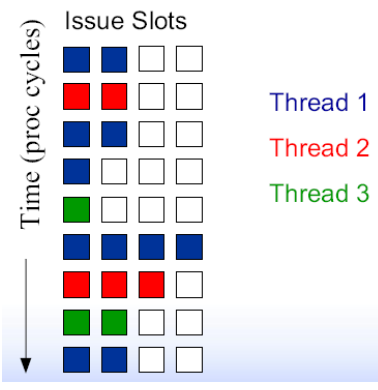 Issue Slots
Time (proc cycles)
Thread 1
Thread 2
Thread 3